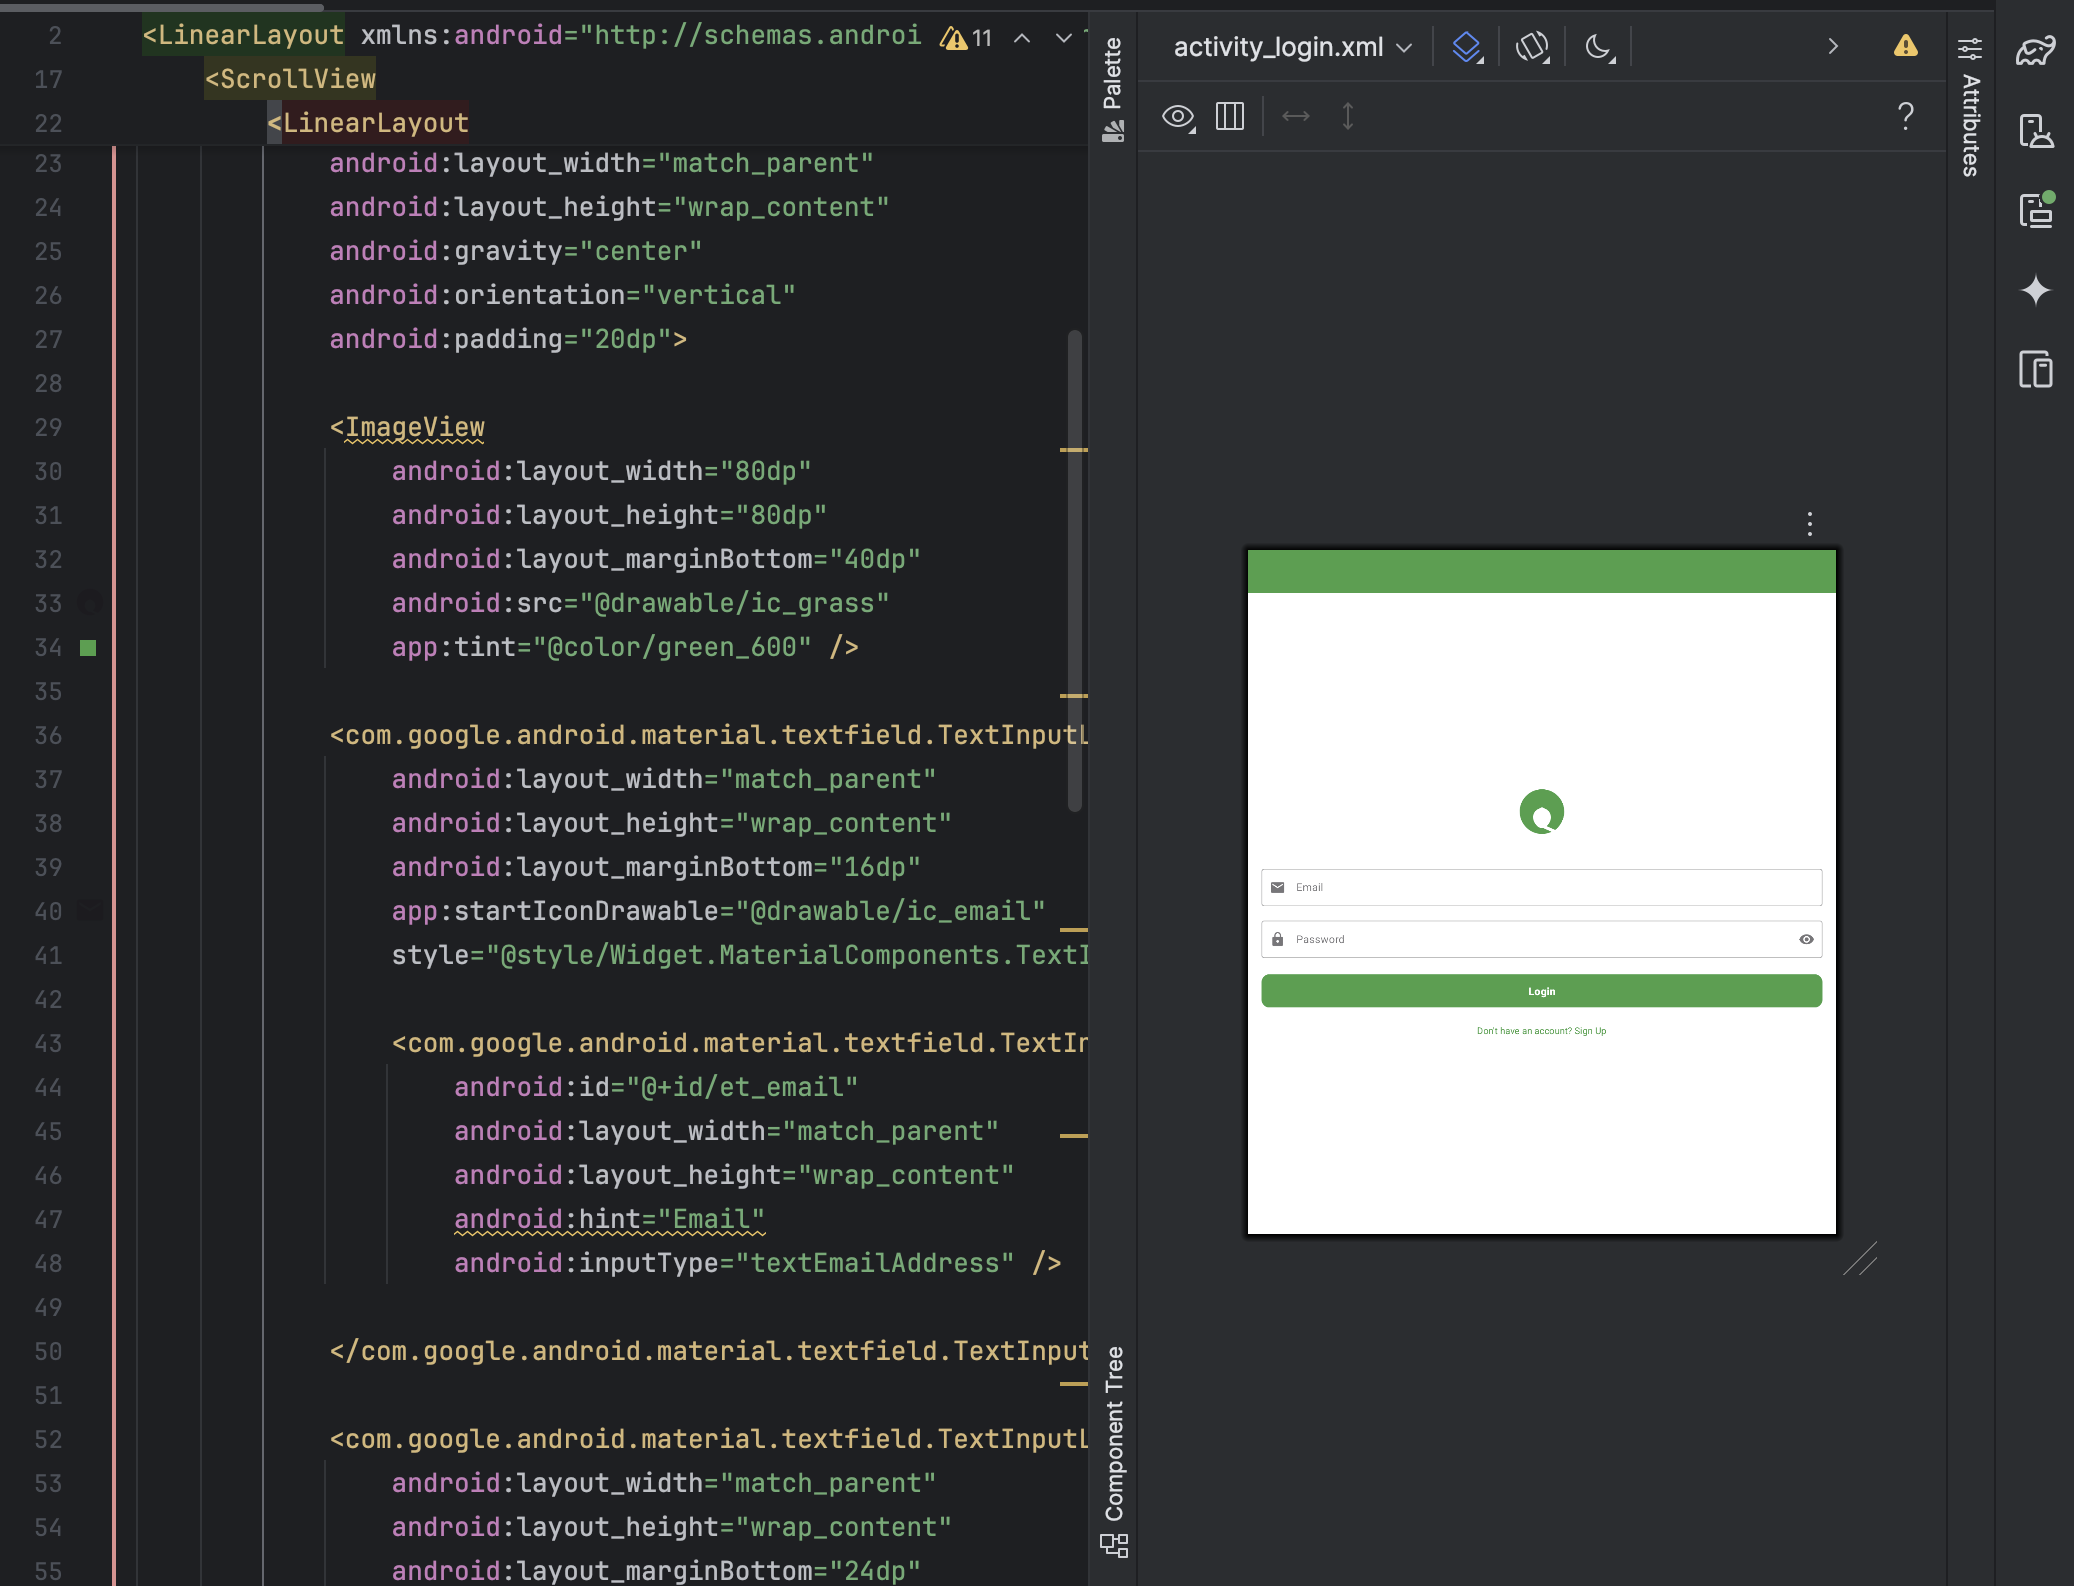 2 <LinearLayout xmlns:android="http://schemas.androi 11
17 <ScrollView
22 <LinearLayout
23 android:layout_width="match_parent"
24 android:layout_height="wrap_content"
25 android:gravity="center"
26 android:orientation="vertical"
27 android:padding="20dp">
28
29 <ImageView
30 android:layout_width="80dp"
31 android:layout_height="80dp"
32 android:layout_marginBottom="40dp"
33 android:src="@drawable/ic_grass"
34 app:tint="@color/green_600" />
35
36 <com.google.android.material.textfield.TextInputL
37 android:layout_width="match_parent"
38 android:layout_height="wrap_content"
39 android:layout_marginBottom="16dp"
40 app:startIconDrawable="@drawable/ic_email"
41 style="@style/Widget.MaterialComponents.TextI
42
43 <com.google.android.material.textfield.TextIn
44 android:id="@+id/et_email"
45 android:layout_width="match_parent"
46 android:layout_height="wrap_content"
47 android:hint="Email"
48 android:inputType="textEmailAddress" />
49
50 </com.google.android.material.textfield.TextInput
51
52 <com.google.android.material.textfield.TextInputL
53 android:layout_width="match_parent"
54 android:layout_height="wrap_content"
55 android:layout_marginBottom="24dp"
Palette
Component Tree
activity_login.xml
?
Email
Password
Login
Don't have an account? Sign Up
Attributes